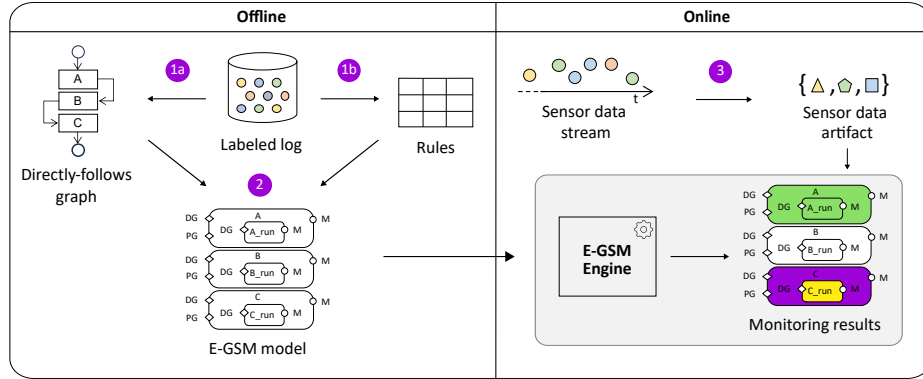 Offline
Online
1a
1b
3
A
B
C
t
{ , , }
Sensor data
stream
Sensor data
artifact
Labeled log
Rules
Directly-follows
graph
2
A
DG
M
PG
DG
A_run
M
B
DG
M
PG
DG
B_run
M
C
DG
M
PG
DG
C_run
M
E-GSM model
E-GSM
Engine
A
DG
M
PG
DG
A_run
M
B
DG
M
PG
DG
B_run
M
C
DG
M
PG
DG
C_run
M
Monitoring results